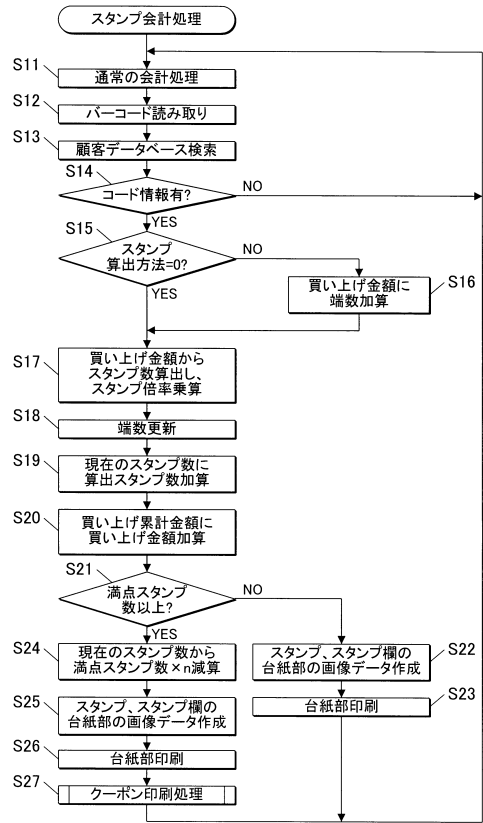 スタンプ会計処理
S11
通常の会計処理
S12
バーコード読み取り
S13
顧客データベース検索
S14
コード情報有?
NO
YES
S15
スタンプ
算出方法=0?
NO
YES
S16
買い上げ金額に
端数加算
S17
買い上げ金額から
スタンプ数算出し、
スタンプ倍率乗算
S18
端数更新
S19
現在のスタンプ数に
算出スタンプ数加算
S20
買い上げ累計金額に
買い上げ金額加算
S21
満点スタンプ
数以上?
NO
YES
S24
現在のスタンプ数から
満点スタンプ数×n減算
S22
スタンプ、スタンプ欄の
台紙部の画像データ作成
S25
スタンプ、スタンプ欄の
台紙部の画像データ作成
S23
台紙部印刷
S26
台紙部印刷
S27
クーポン印刷処理